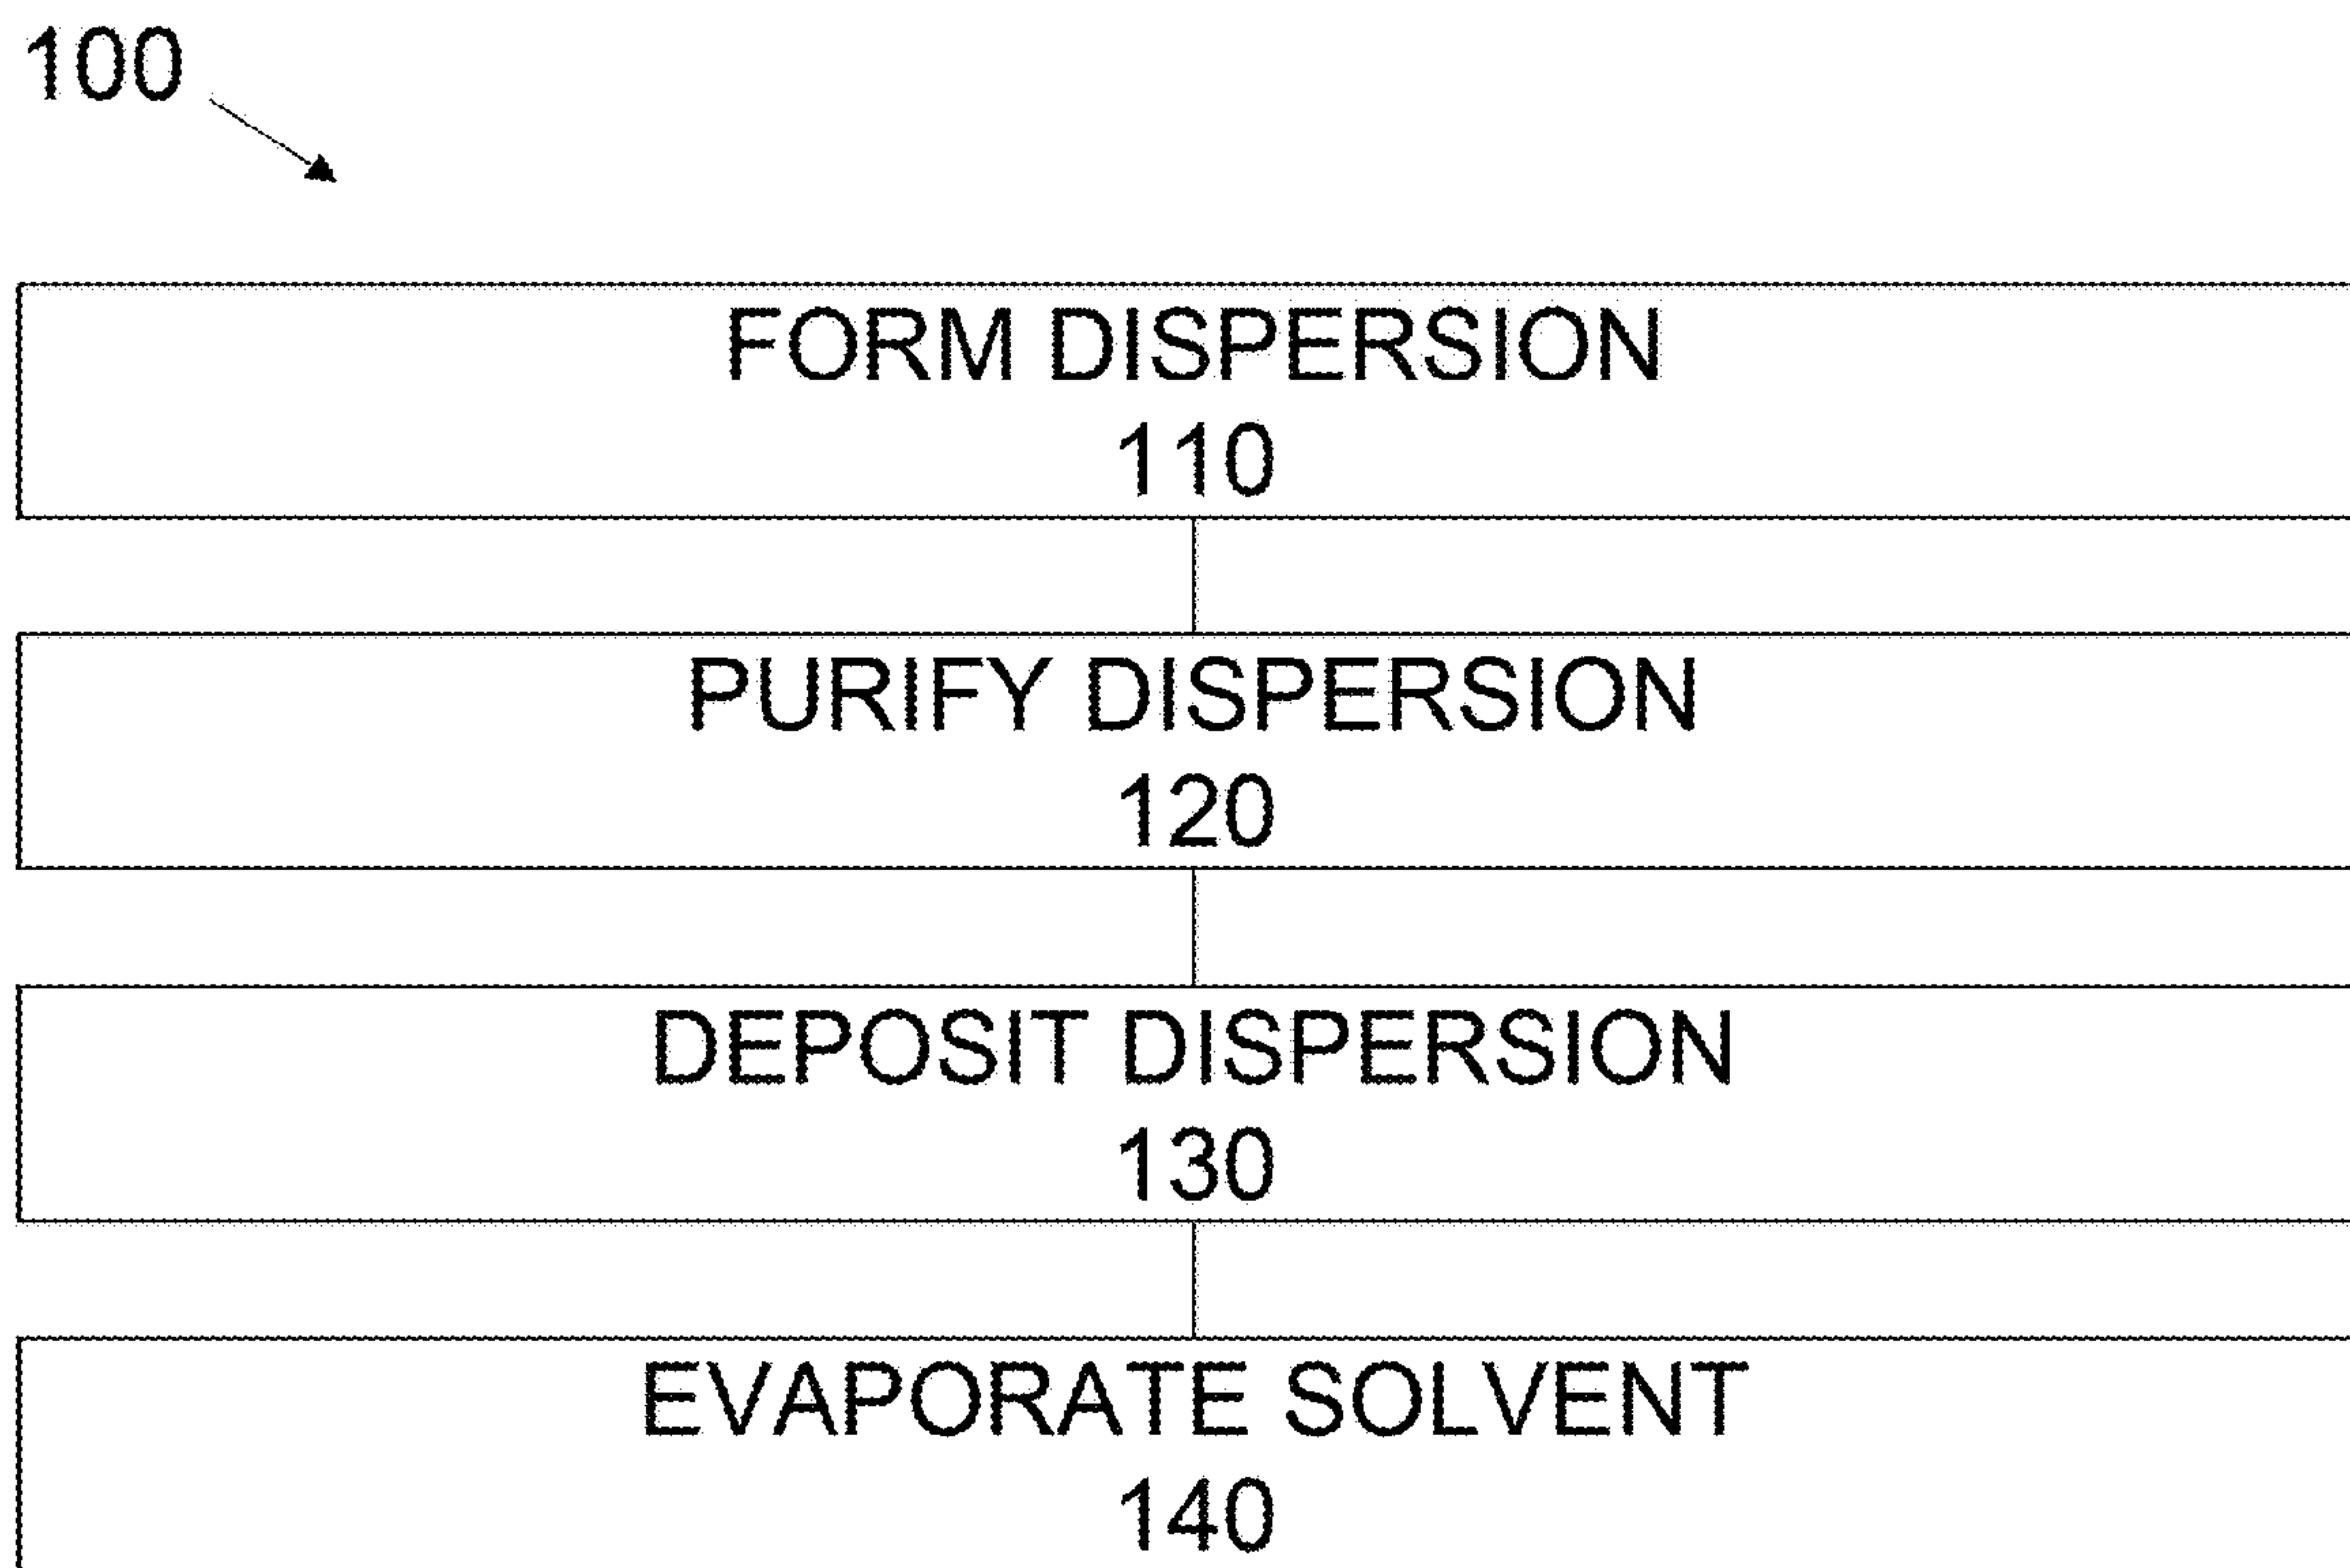 100
FORM DISPERSION
110
PURIFY DISPERSION
120
DEPOSIT DISPERSION
130
EVAPORATE SOLVENT
140